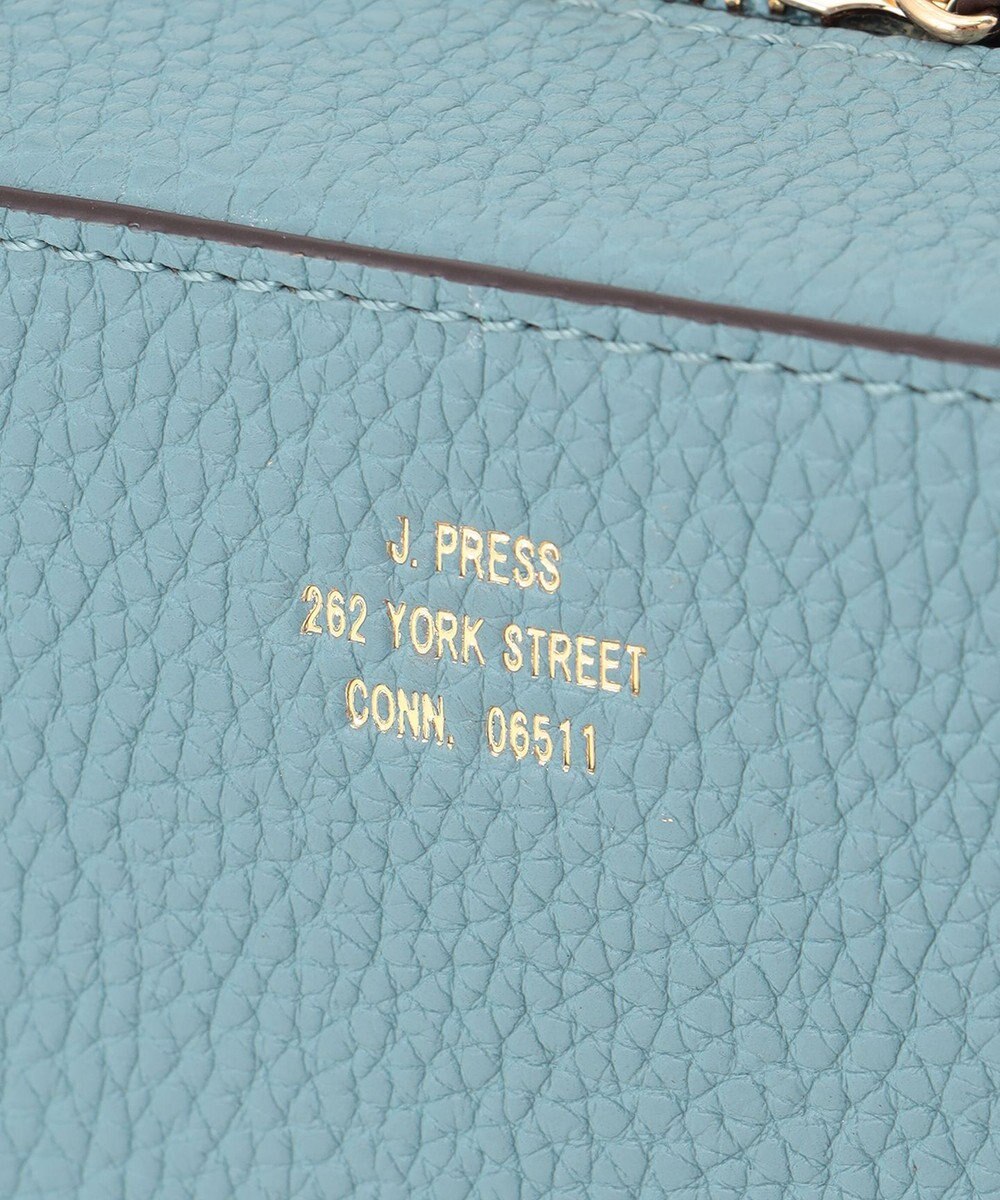 J. PRESS
262 YORK STREET
CONN. 06511